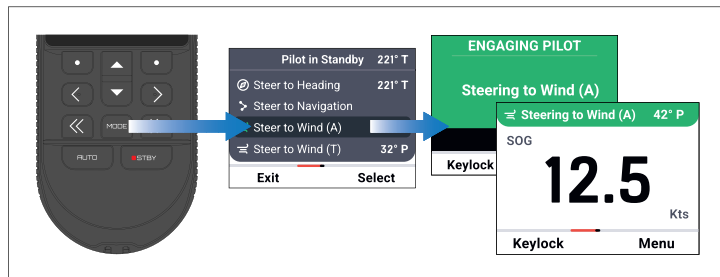 MODE
AUTO
STBY
Pilot in Standby 221° T
Steer to Heading 221° T
Steer to Navigation
Steer to Wind (A)
Steer to Wind (T) 32° P
Exit Select
ENGAGING PILOT
Steering to Wind (A)
Keylock
Steering to Wind (A) 42° P
SOG
12.5
Kts
Keylock Menu